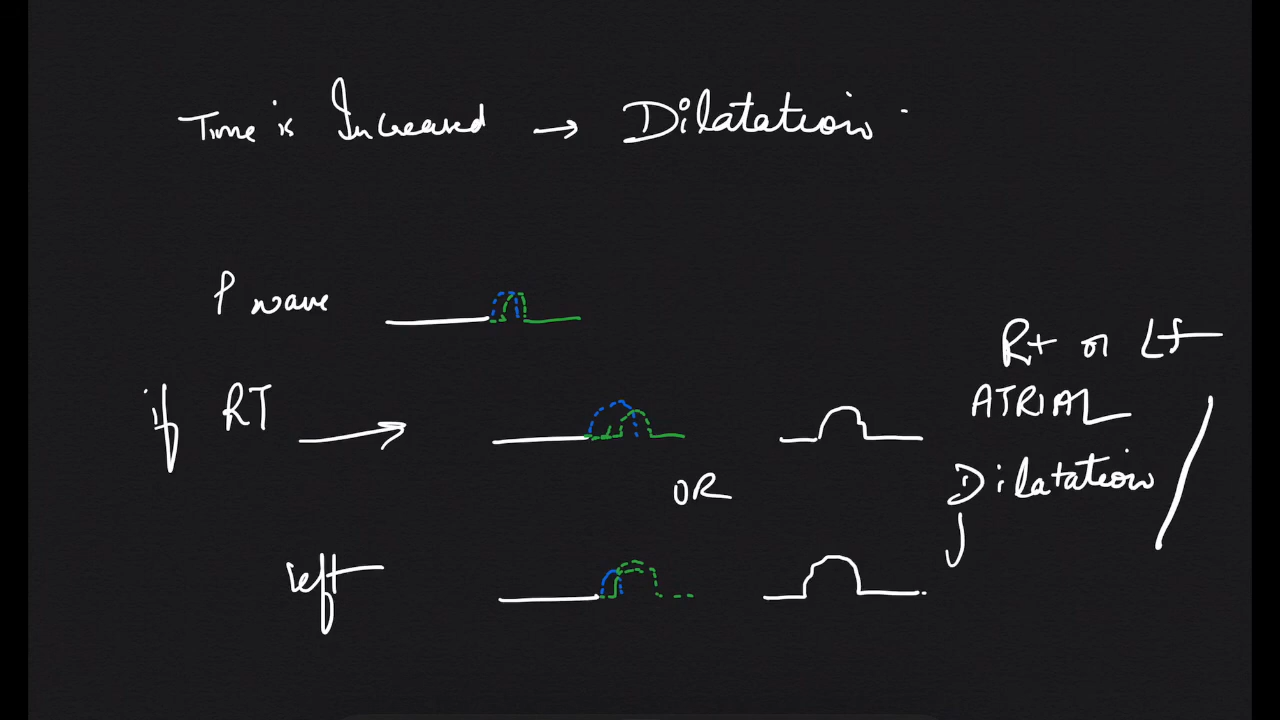 Time is Increased → Dilatation
P wave
if RT →
OR
left
Rt or Lt
ATRIAL
Dilatation